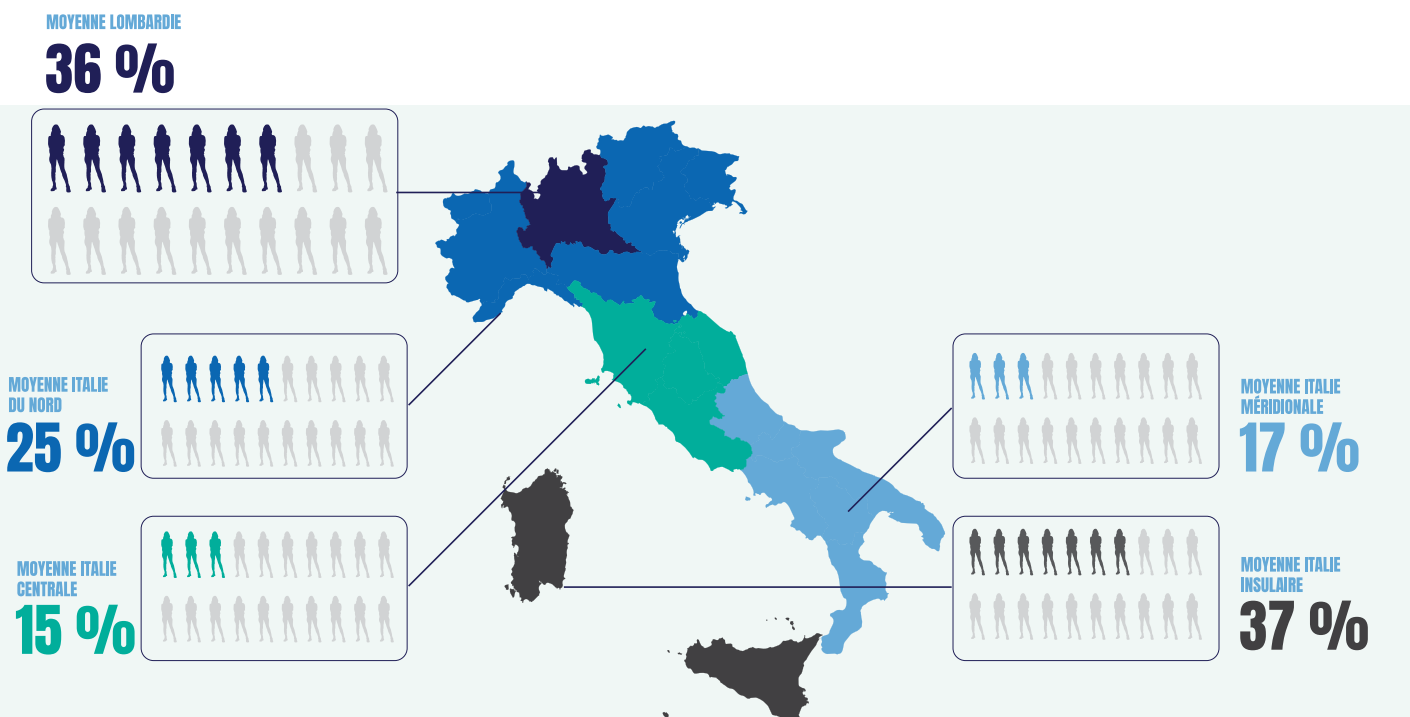 MOYENNE LOMBARDIE
36 %
MOYENNE ITALIE
DU NORD
25 %
MOYENNE ITALIE
CENTRALE
15 %
MOYENNE ITALIE
MÉRIDIONALE
17 %
MOYENNE ITALIE
INSULAIRE
37 %